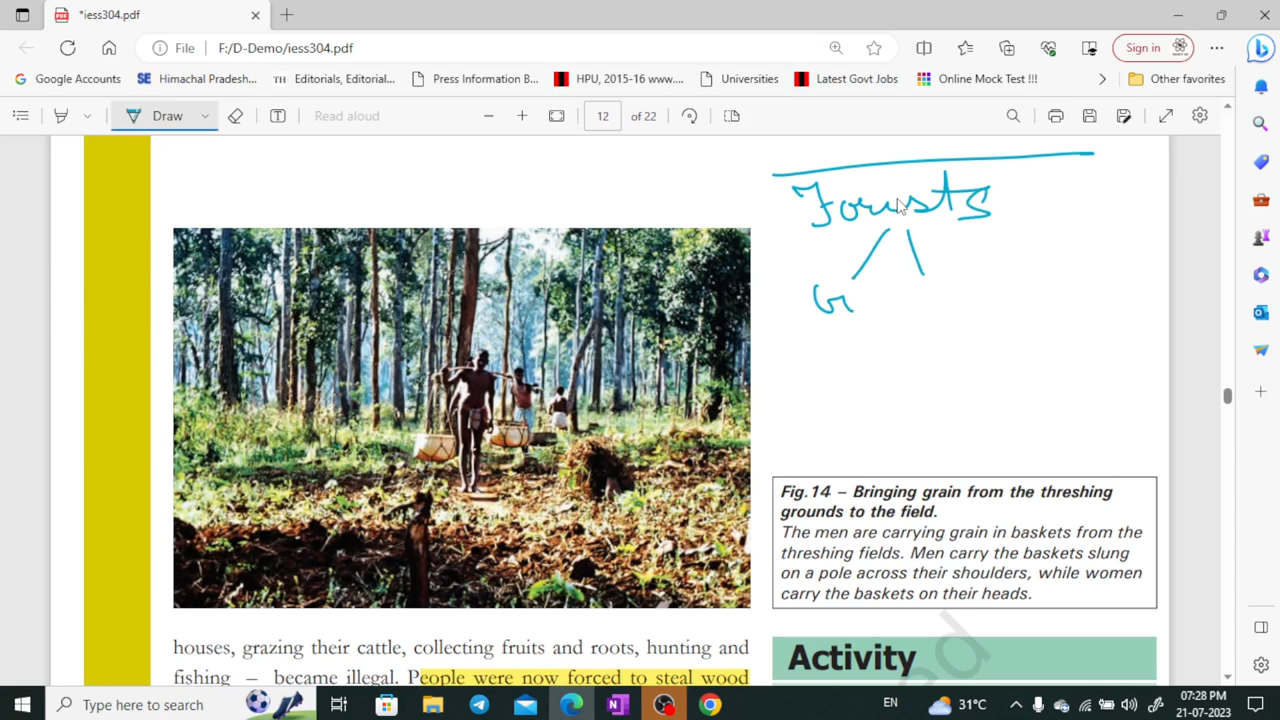 *iess304.pdf
File F:/D-Demo/iess304.pdf Sign in
Google Accounts SE Himachal Pradesh... TH Editorials, Editorial... Press Information B... HPU, 2015-16 www.... Universities Latest Govt Jobs Online Mock Test !!! Other favorites
Draw Read aloud 12 of 22
Forests
Gr
Fig.14 – Bringing grain from the threshing
grounds to the field.
The men are carrying grain in baskets from the
threshing fields. Men carry the baskets slung
on a pole across their shoulders, while women
carry the baskets on their heads.
houses, grazing their cattle, collecting fruits and roots, hunting and
fishing – became illegal. People were now forced to steal wood
Activity
Type here to search
EN 31°C 07:28 PM
21-07-2023